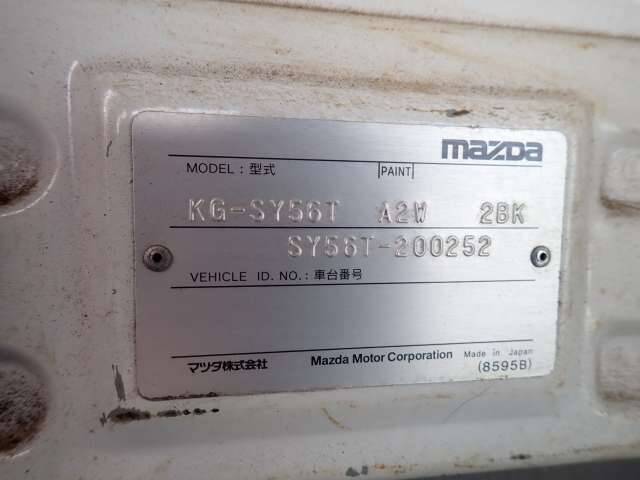 mazda
MODEL : 型式 PAINT
KG-SY56T A2W 2BK
SY56T-200252
VEHICLE ID. NO. : 車台番号
マツダ株式会社 Mazda Motor Corporation Made in Japan
(8595B)